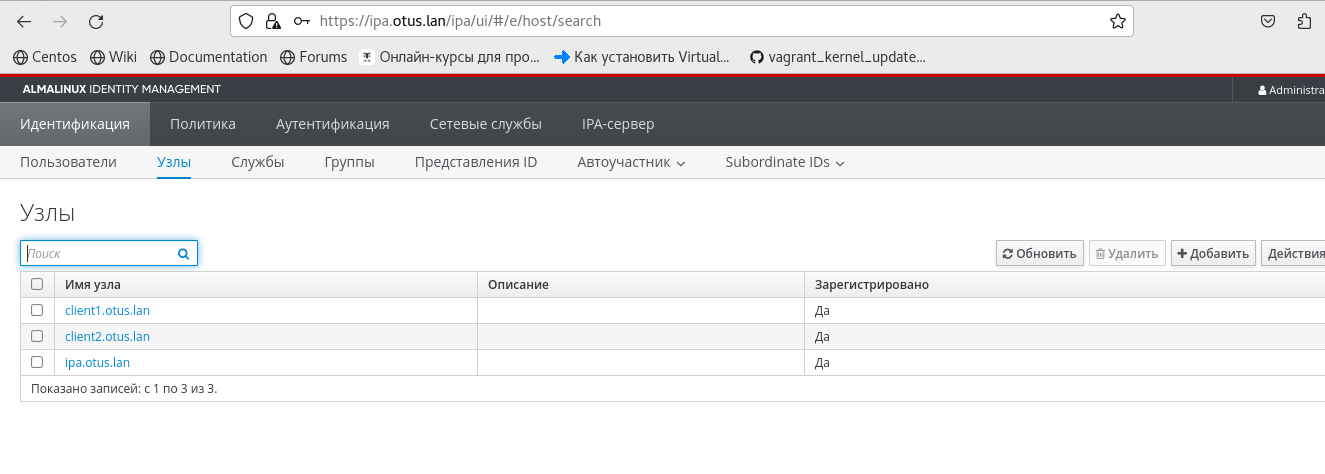 https://ipa.otus.lan/ipa/ui/#/e/host/search
Centos Wiki Documentation Forums Онлайн-курсы для про... Как установить Virtual... vagrant_kernel_update...
ALMALINUX IDENTITY MANAGEMENT Administra
Идентификация Политика Аутентификация Сетевые службы IPA-сервер
Пользователи Узлы Службы Группы Представления ID Автоучастник Subordinate IDs
Узлы
Поиск Обновить Удалить Добавить Действия
Имя узла Описание Зарегистрировано
client1.otus.lan Да
client2.otus.lan Да
ipa.otus.lan Да
Показано записей: с 1 по 3 из 3.